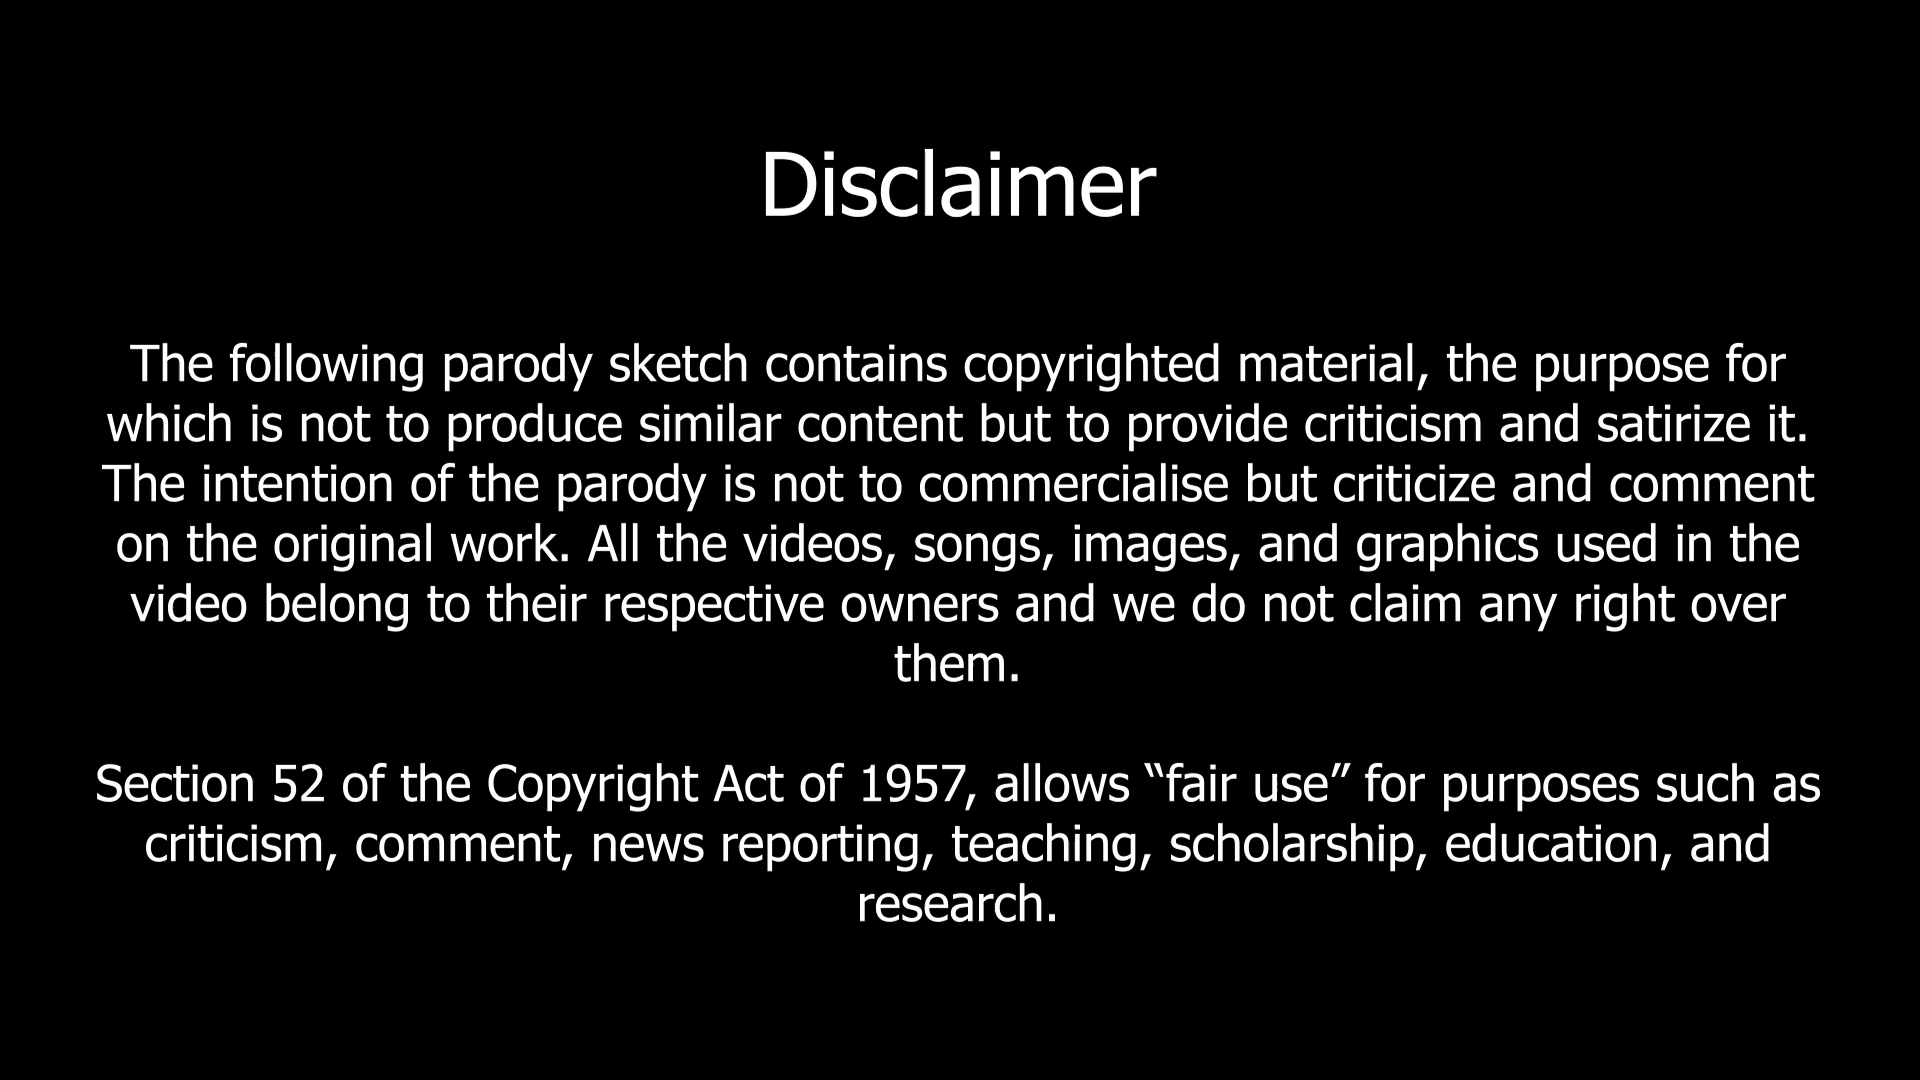 Disclaimer
The following parody sketch contains copyrighted material, the purpose for
which is not to produce similar content but to provide criticism and satirize it.
The intention of the parody is not to commercialise but criticize and comment
on the original work. All the videos, songs, images, and graphics used in the
video belong to their respective owners and we do not claim any right over
them.
Section 52 of the Copyright Act of 1957, allows “fair use” for purposes such as
criticism, comment, news reporting, teaching, scholarship, education, and
research.